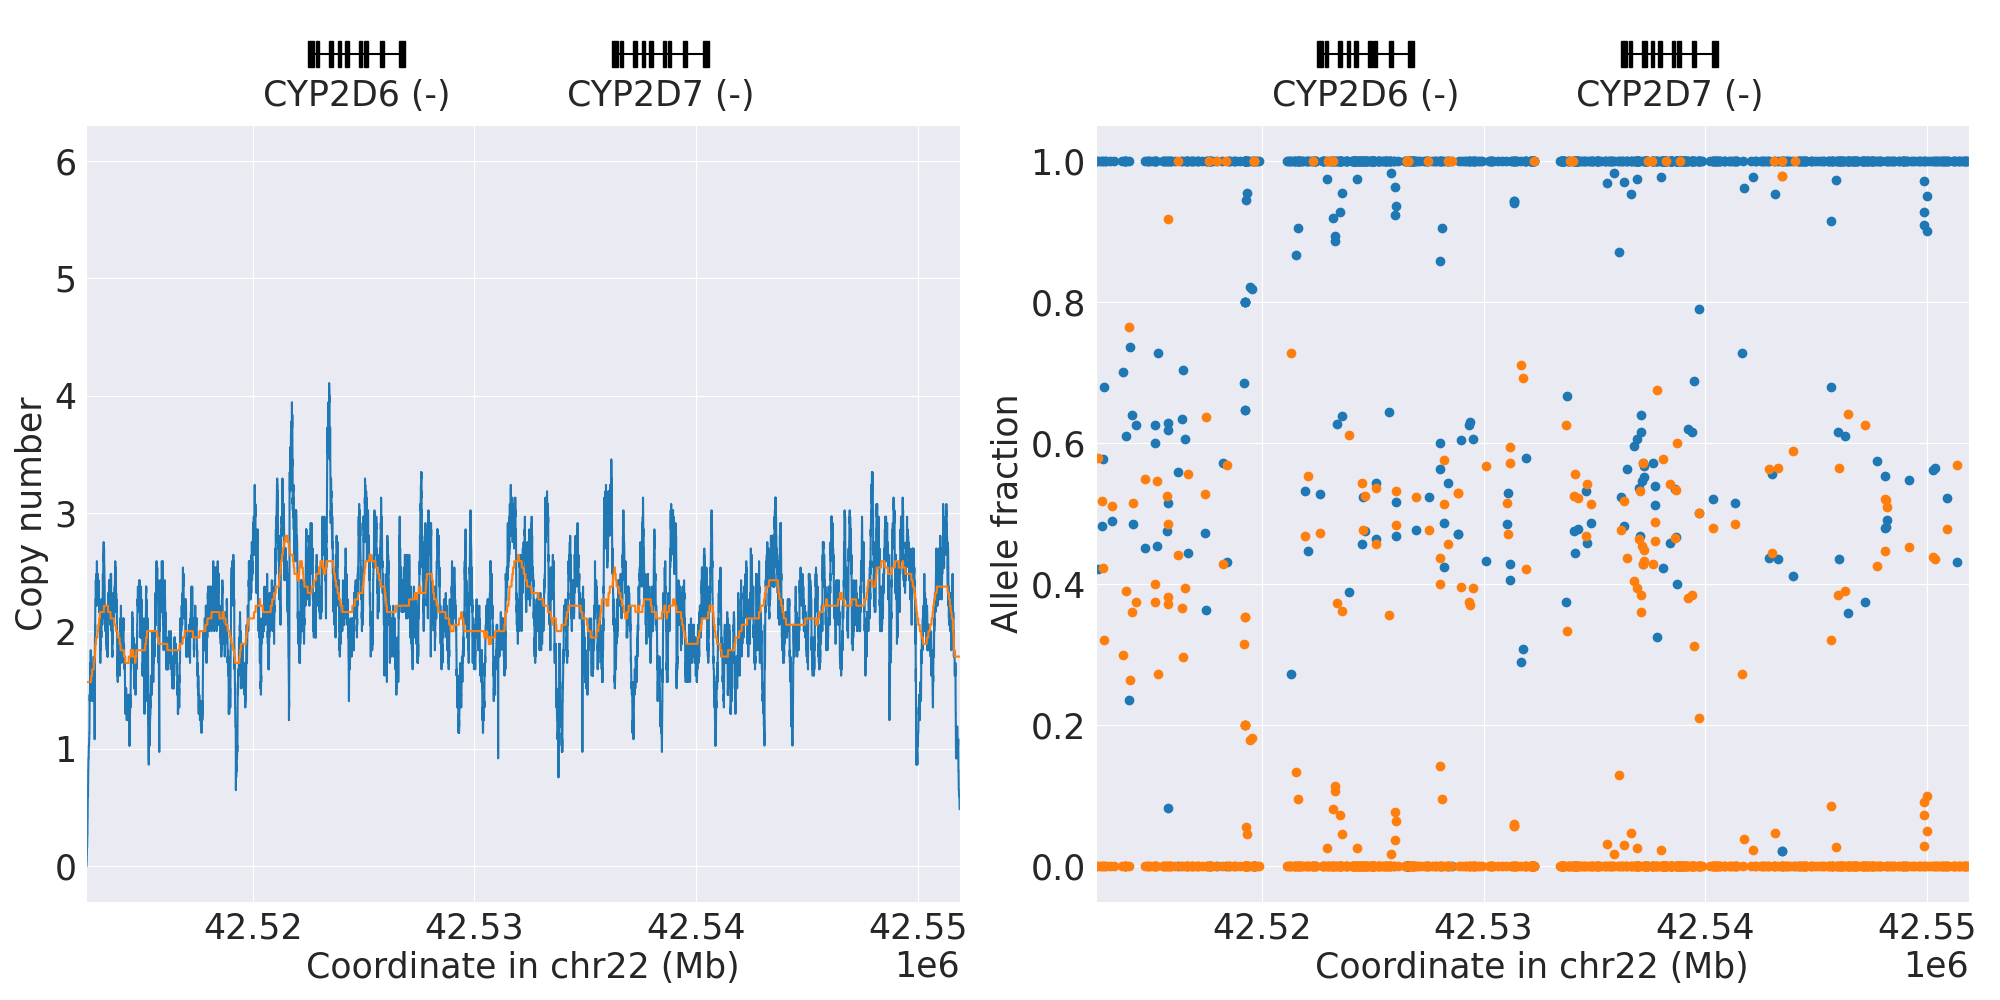 CYP2D6 (-) CYP2D7 (-)
6
5
4
3
2
1
0
Copy number
42.52 42.53 42.54 42.55
Coordinate in chr22 (Mb) 1e6
CYP2D6 (-) CYP2D7 (-)
1.0
0.8
0.6
0.4
0.2
0.0
Allele fraction
42.52 42.53 42.54 42.55
Coordinate in chr22 (Mb) 1e6